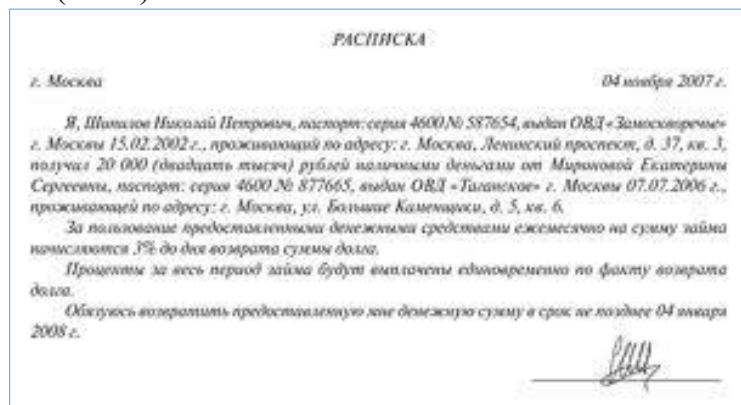 РАСПИСКА
г. Москва 04 ноября 2007 г.
Я, Шипилов Николай Петрович, паспорт: серия 4600 № 587654, выдан ОВД «Замоскворечье»
г. Москвы 15.02.2002 г., проживающий по адресу: г. Москва, Ленинский проспект, д. 37, кв. 3,
получил 20 000 (двадцать тысяч) рублей наличными деньгами от Мироновой Екатерины
Сергеевны, паспорт: серия 4600 № 877665, выдан ОВД «Таганское» г. Москвы 07.07.2006 г.,
проживающей по адресу: г. Москва, ул. Большие Каменщики, д. 5, кв. 6.
За пользование предоставленными денежными средствами ежемесячно на сумму займа
начисляются 3% до дня возврата суммы долга.
Проценты за весь период займа будут выплачены единовременно по факту возврата
долга.
Обязуюсь возвратить предоставленную мне денежную сумму в срок не позднее 04 января
2008 г.